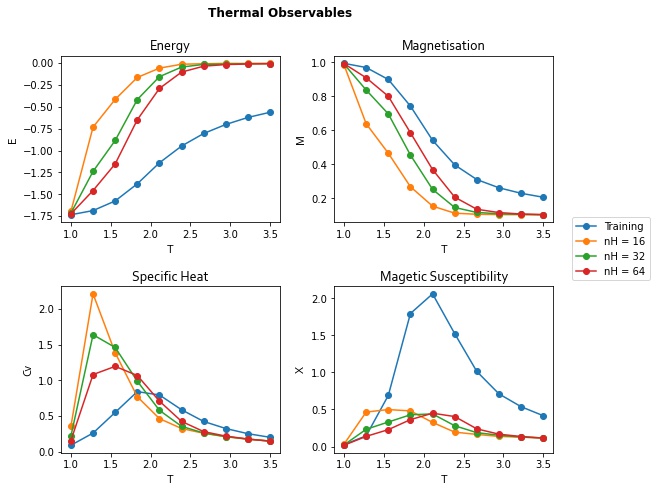 Thermal Observables
Energy
0.00
−0.25
−0.50
−0.75
−1.00
−1.25
−1.50
−1.75
E
1.0 1.5 2.0 2.5 3.0 3.5
T
Magnetisation
1.0
0.8
0.6
0.4
0.2
M
1.0 1.5 2.0 2.5 3.0 3.5
T
Training
nH = 16
nH = 32
nH = 64
Specific Heat
2.0
1.5
1.0
0.5
0.0
Cv
1.0 1.5 2.0 2.5 3.0 3.5
T
Magetic Susceptibility
2.0
1.5
1.0
0.5
0.0
X
1.0 1.5 2.0 2.5 3.0 3.5
T